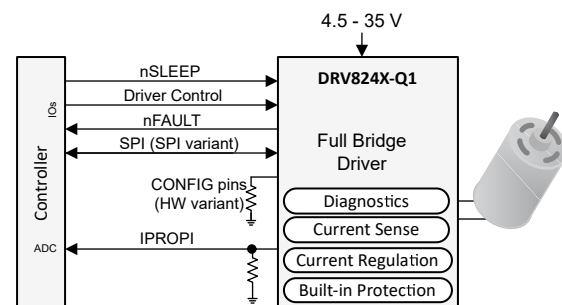 4.5 - 35 V
DRV824X-Q1
nSLEEP
Driver Control
nFAULT
SPI (SPI variant)
IOs
Controller
Full Bridge
Driver
CONFIG pins
(HW variant)
Diagnostics
Current Sense
ADC
IPROPI
Current Regulation
Built-in Protection